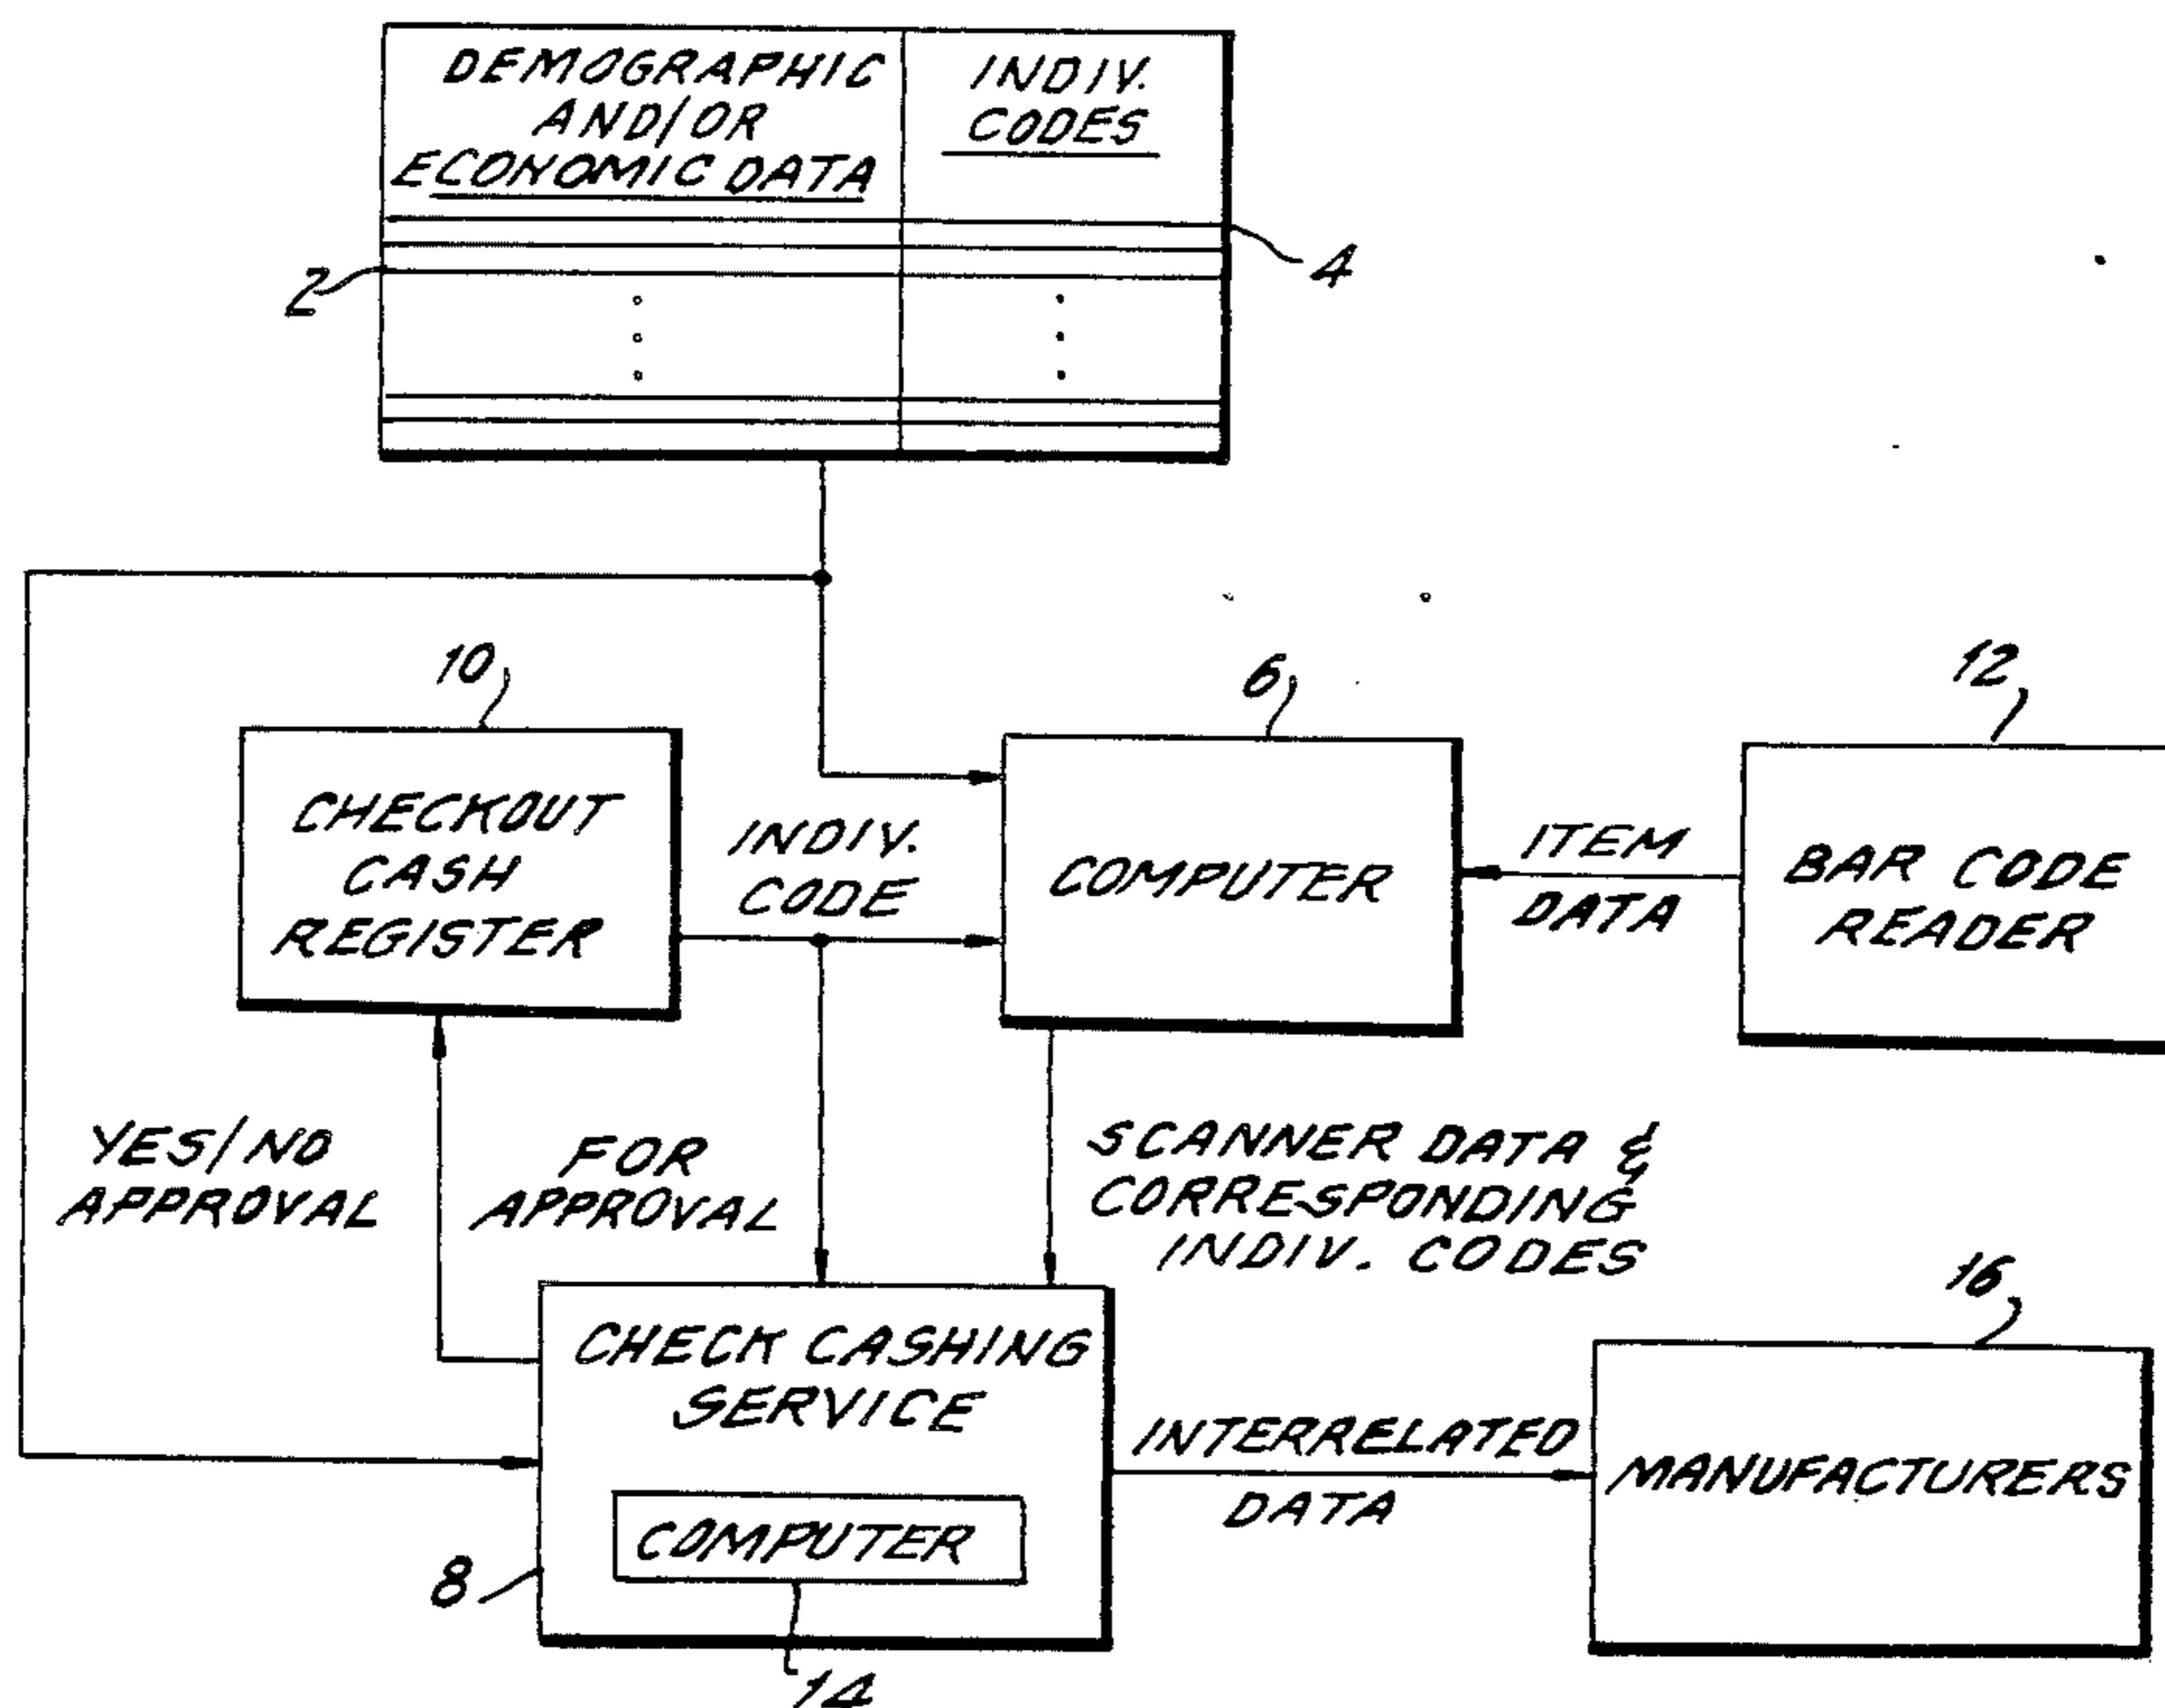 DEMOGRAPHIC
AND/OR
ECONOMIC DATA
INDIV.
CODES
2
4
10
6
12
CHECKOUT
CASH
REGISTER
INDIV.
CODE
COMPUTER
ITEM
DATA
BAR CODE
READER
YES/NO
APPROVAL
FOR
APPROVAL
SCANNER DATA &
CORRESPONDING
INDIV. CODES
16
CHECK CASHING
SERVICE
COMPUTER
8
14
INTERRELATED
DATA
MANUFACTURERS